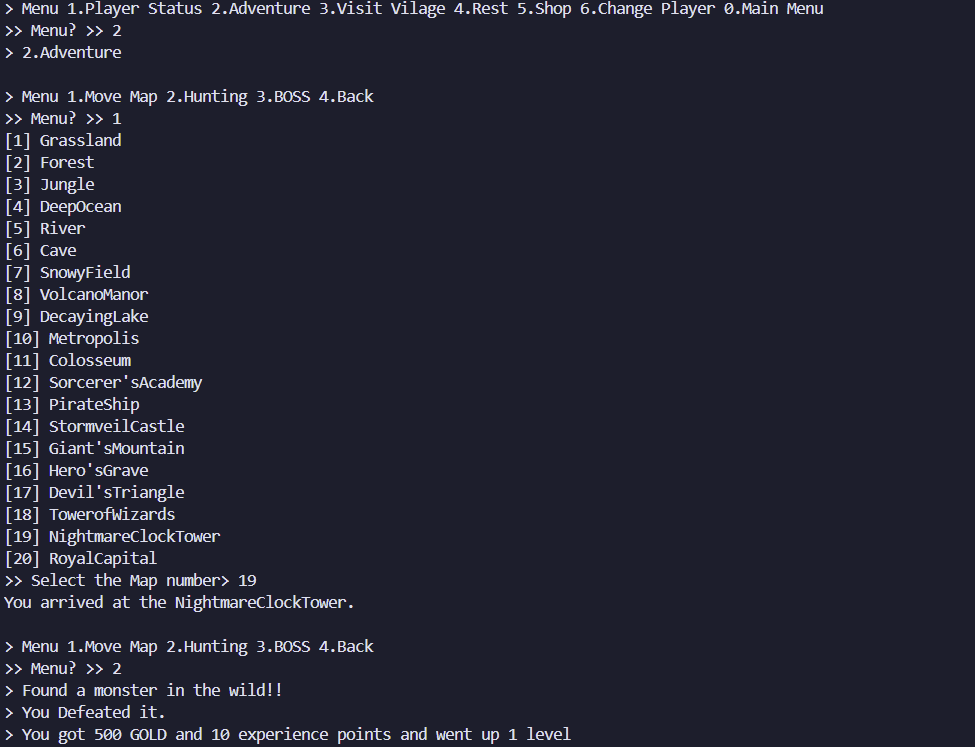 > Menu 1.Player Status 2.Adventure 3.Visit Vilage 4.Rest 5.Shop 6.Change Player 0.Main Menu
>> Menu? >> 2
> 2.Adventure
> Menu 1.Move Map 2.Hunting 3.BOSS 4.Back
>> Menu? >> 1
[1] Grassland
[2] Forest
[3] Jungle
[4] DeepOcean
[5] River
[6] Cave
[7] SnowyField
[8] VolcanoManor
[9] DecayingLake
[10] Metropolis
[11] Colosseum
[12] Sorcerer'sAcademy
[13] PirateShip
[14] StormveilCastle
[15] Giant'sMountain
[16] Hero'sGrave
[17] Devil'sTriangle
[18] TowerofWizards
[19] NightmareClockTower
[20] RoyalCapital
>> Select the Map number> 19
You arrived at the NightmareClockTower.
> Menu 1.Move Map 2.Hunting 3.BOSS 4.Back
>> Menu? >> 2
> Found a monster in the wild!!
> You Defeated it.
> You got 500 GOLD and 10 experience points and went up 1 level